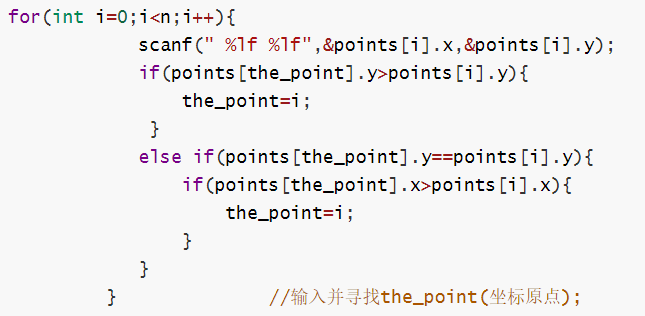 for(int i=0;i<n;i++){
scanf(" %lf %lf",&points[i].x,&points[i].y);
if(points[the_point].y>points[i].y){
the_point=i;
}
else if(points[the_point].y==points[i].y){
if(points[the_point].x>points[i].x){
the_point=i;
}
}
} //输入并寻找the_point(坐标原点);